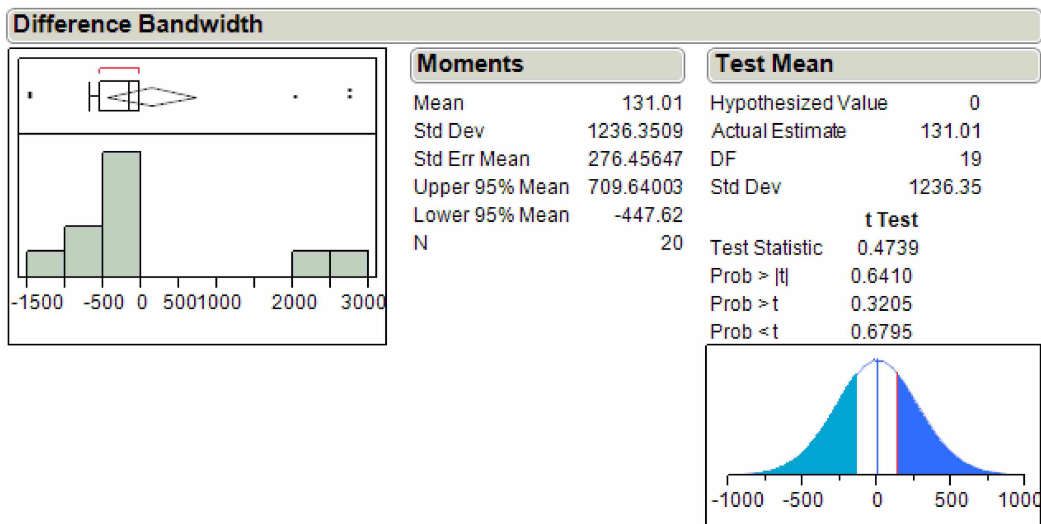 Difference Bandwidth
-1500 -500 0 5001000 2000 3000
Moments
Mean 131.01
Std Dev 1236.3509
Std Err Mean 276.45647
Upper 95% Mean 709.64003
Lower 95% Mean -447.62
N 20
Test Mean
Hypothesized Value 0
Actual Estimate 131.01
DF 19
Std Dev 1236.35
t Test
Test Statistic 0.4739
Prob > |t| 0.6410
Prob > t 0.3205
Prob < t 0.6795
-1000 -500 0 500 1000